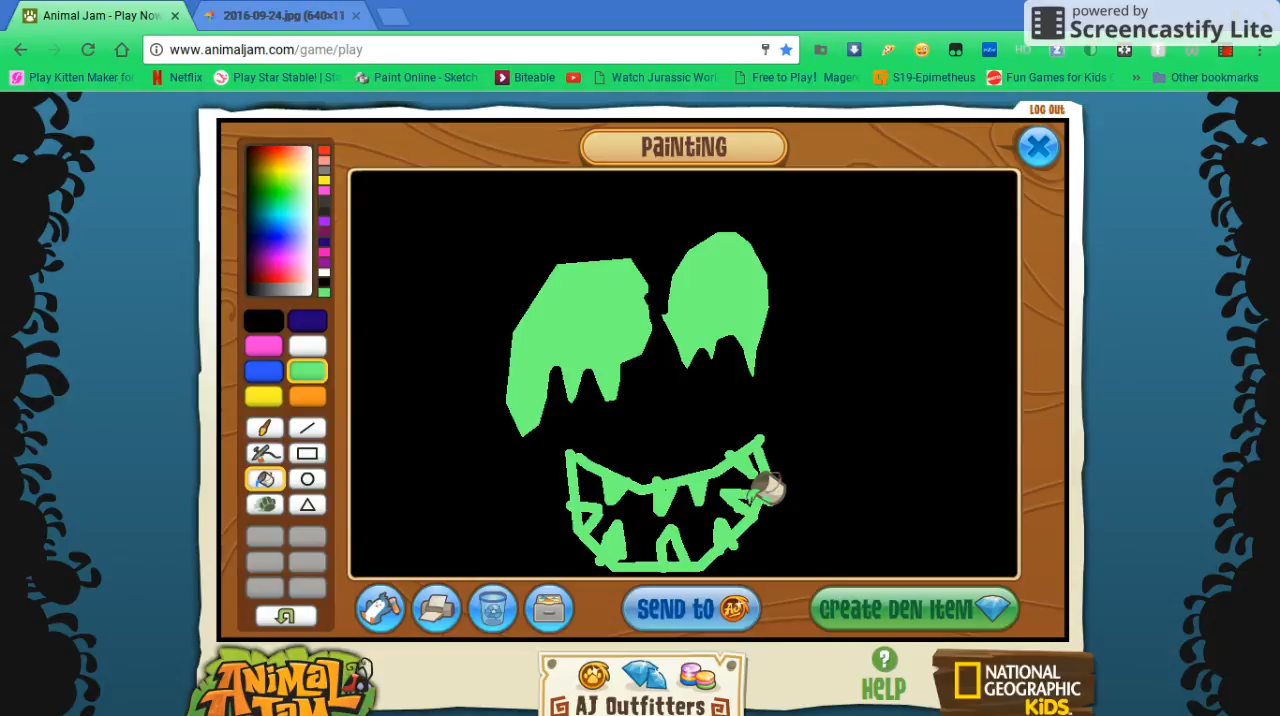 Animal Jam - Play Now
2016-09-24.jpg (640×11
powered by
Screencastify Lite
www.animaljam.com/game/play
Play Kitten Maker for
Netflix
Play Star Stable! | Sta
Paint Online - Sketch
Biteable
Watch Jurassic Worl
Free to Play! Magen
S19-Epimetheus
Fun Games for Kids
»
Other bookmarks
LOG OUT
PAINTING
SEND TO AJ
CREATE DEN ITEM
ANIMAL
JAM
AJ OUTFITTERS
?
HELP
NATIONAL
GEOGRAPHIC
KiDS